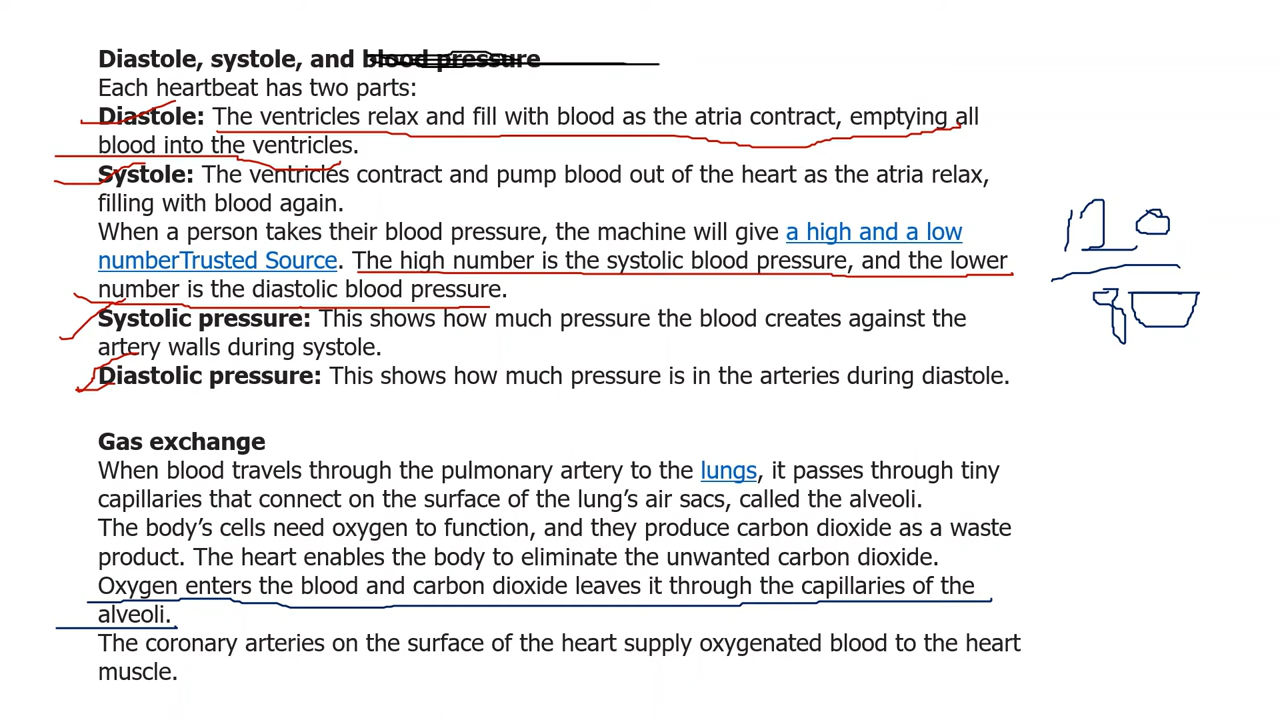 Diastole, systole, and blood pressure
Each heartbeat has two parts:
Diastole: The ventricles relax and fill with blood as the atria contract, emptying all
blood into the ventricles.
Systole: The ventricles contract and pump blood out of the heart as the atria relax,
filling with blood again.
When a person takes their blood pressure, the machine will give a high and a low
numberTrusted Source. The high number is the systolic blood pressure, and the lower
number is the diastolic blood pressure.
Systolic pressure: This shows how much pressure the blood creates against the
artery walls during systole.
Diastolic pressure: This shows how much pressure is in the arteries during diastole.
Gas exchange
When blood travels through the pulmonary artery to the lungs, it passes through tiny
capillaries that connect on the surface of the lung’s air sacs, called the alveoli.
The body’s cells need oxygen to function, and they produce carbon dioxide as a waste
product. The heart enables the body to eliminate the unwanted carbon dioxide.
Oxygen enters the blood and carbon dioxide leaves it through the capillaries of the
alveoli.
The coronary arteries on the surface of the heart supply oxygenated blood to the heart
muscle.